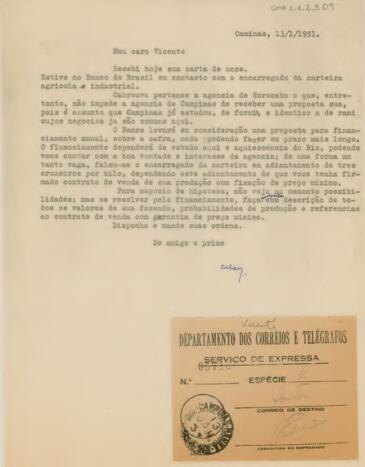 Campinas, 13/1/1951.
Meu caro Vicente
Recebi hoje sua carta de onze.
Estive no Banco do Brasil em contacto com o encarregado da carteira
agricola e industrial.
Cabreuva pertence a agencia de Sorocaba o que, entre-
tanto, não impede a agencia de Campinas de receber uma proposta sua,
pois é assunto que Campinas já estudou, de
sujos negocios já são comuns aqui.
O Banco levará em consideração uma proposta para finan-
ciamento anual, sobre a safra, não podendo fazer em prazo mais longo.
O financiamento dependerá de estudo aqui e aquiescencia do Rio, podendo
voce contar com a boa vontade e interesse da agencia; de uma forma um
tanto vaga, falou-me o encarregado da carteira em adiantamento de tres
cruzeiros por kilo, dependendo este adiantamento de que voce tenha fir-
mado contrato de venda de sua produção com fixação de preço minimo.
Para negocio de hipoteca, não vejo no momento possibi-
lidades; mas se resolver pelo financiamento, faça descrição de to-
dos os valores da sua fazenda, probabilidades de produção e referencias
ao contrato de venda com garantia de preço minimo.
Disponha e mande suas ordens.
Do amigo e primo
Vicente
DEPARTAMENTO DOS CORREIOS E TELÉGRAFOS
SERVIÇO DE EXPRESSA
N.º ESPÉCIE
CORREIO DE DESTINO
ASSINATURA DO EMPREGADO
CAMPINAS